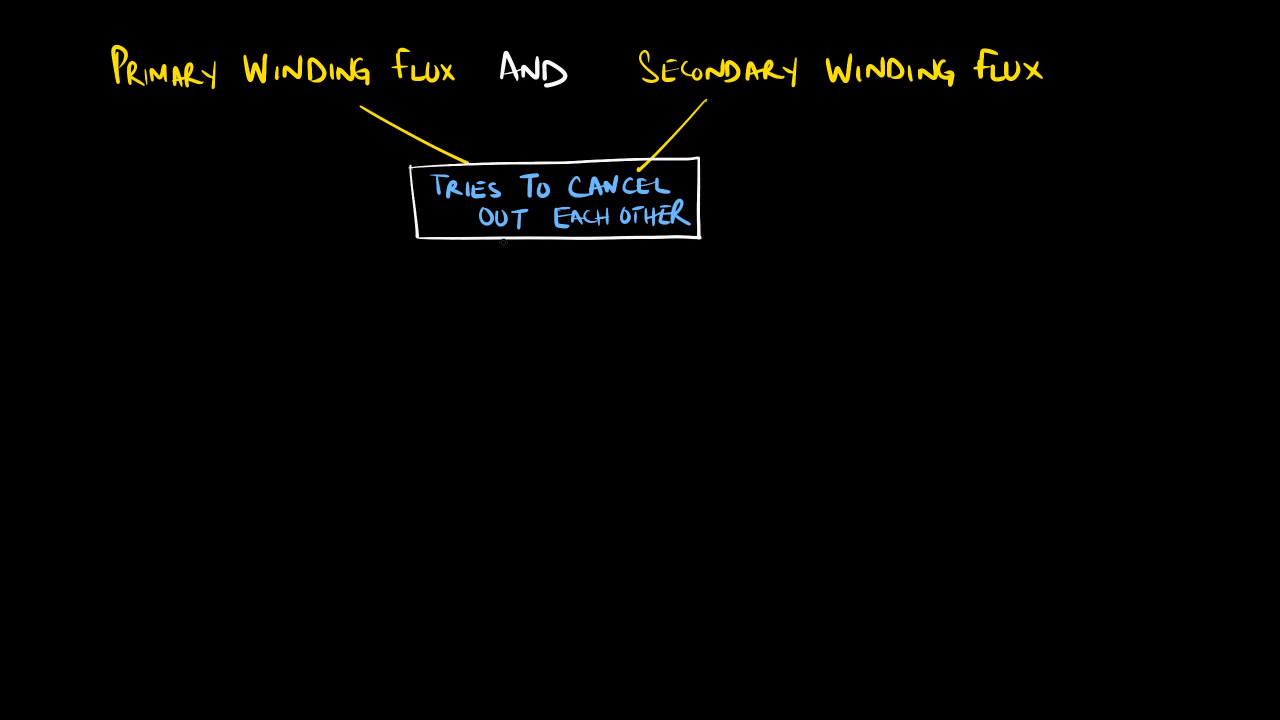 PRIMARY WINDING FLUX AND SECONDARY WINDING FLUX
TRIES TO CANCEL
OUT EACH OTHER